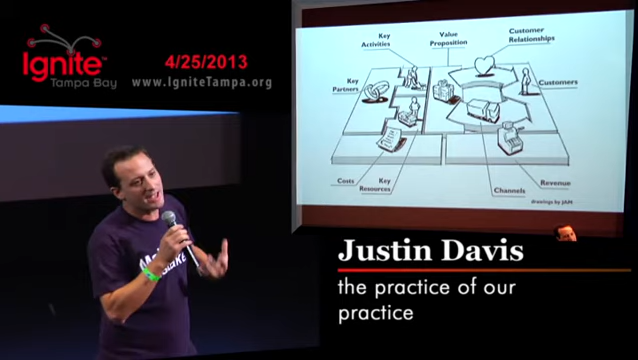 Ignite™
Tampa Bay
4/25/2013
www.IgniteTampa.org
Key
Activities
Value
Proposition
Customer
Relationships
Key
Partners
Customers
Costs
Key
Resources
Channels
Revenue
drawings by JAM
Justin Davis
the practice of our
practice